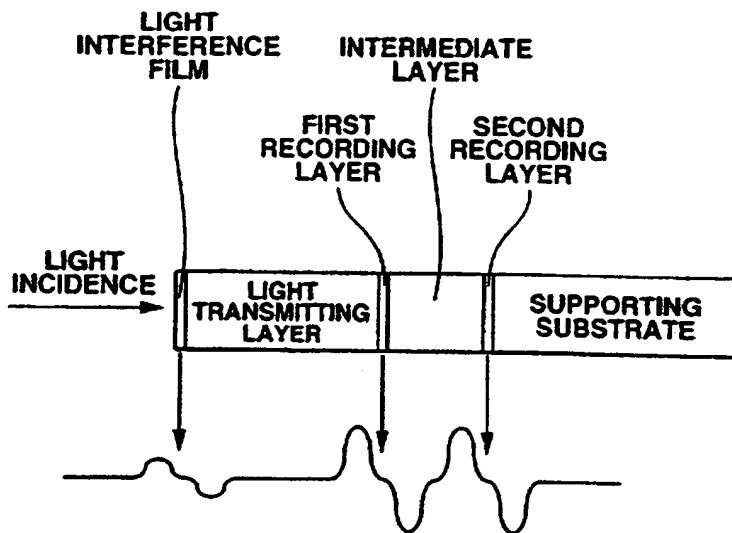 LIGHT
INTERFERENCE
FILM
INTERMEDIATE
LAYER
FIRST
RECORDING
LAYER
SECOND
RECORDING
LAYER
LIGHT
INCIDENCE
LIGHT
TRANSMITTING
LAYER
SUPPORTING
SUBSTRATE